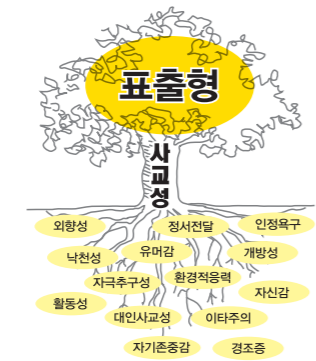 표출형
사교성
외향성
정서전달
인정욕구
낙천성
유머감
개방성
자극추구성
환경적응력
활동성
자신감
대인사교성
이타주의
자기존중감
경조증